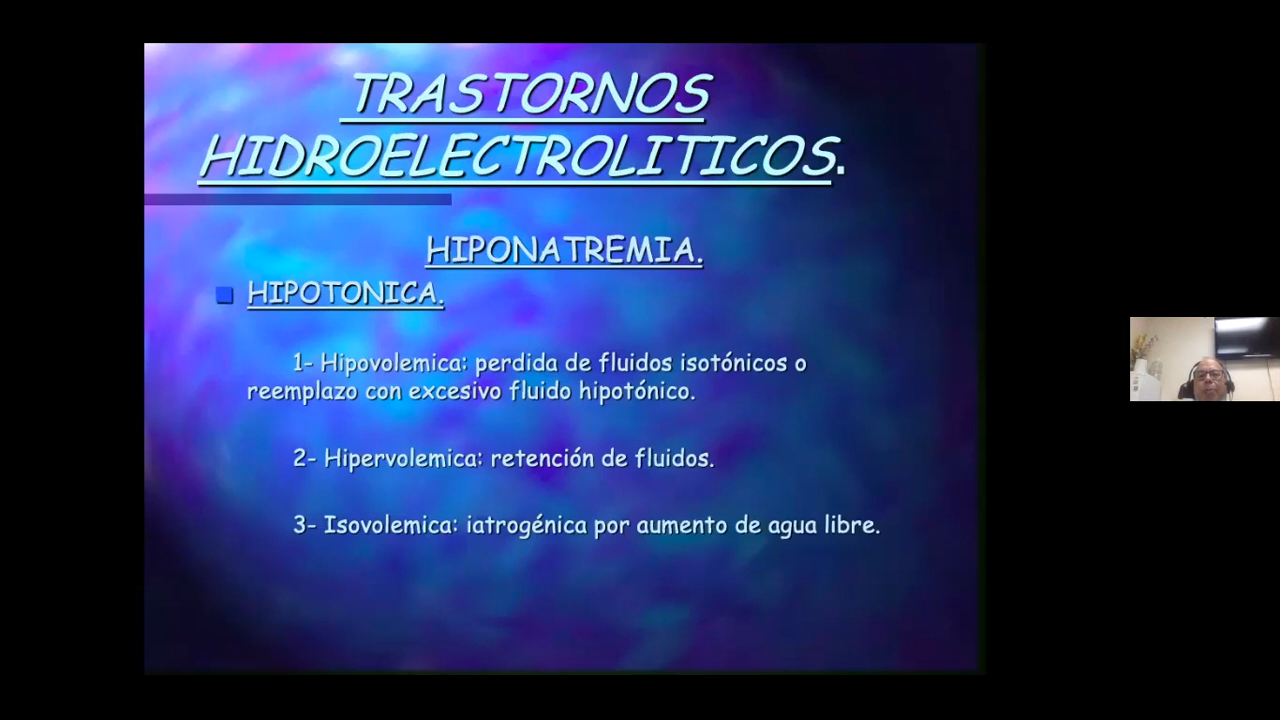 TRASTORNOS
HIDROELECTROLITICOS.
HIPONATREMIA.
HIPOTONICA.
1- Hipovolemica: perdida de fluidos isotónicos o
reemplazo con excesivo fluido hipotónico.
2- Hipervolemica: retención de fluidos.
3- Isovolemica: iatrogénica por aumento de agua libre.